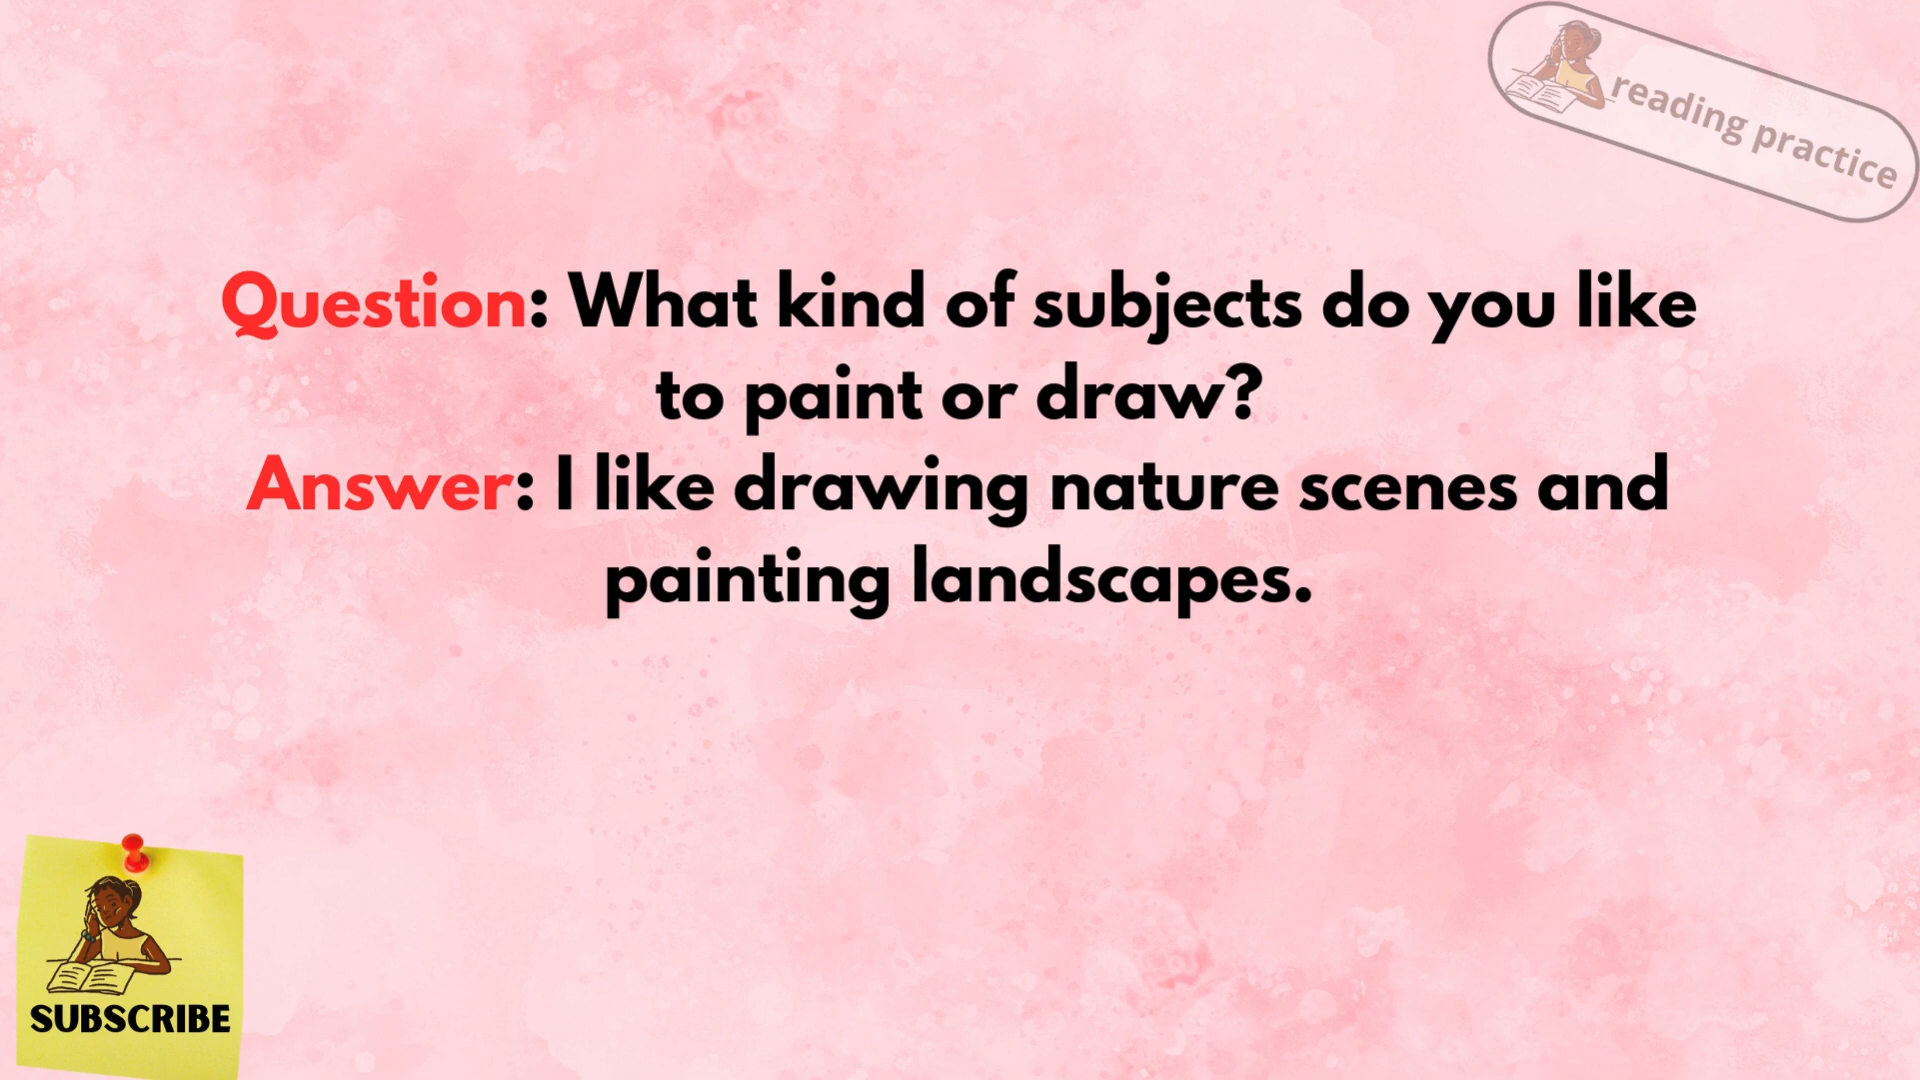 reading practice
Question: What kind of subjects do you like
to paint or draw?
Answer: I like drawing nature scenes and
painting landscapes.
SUBSCRIBE